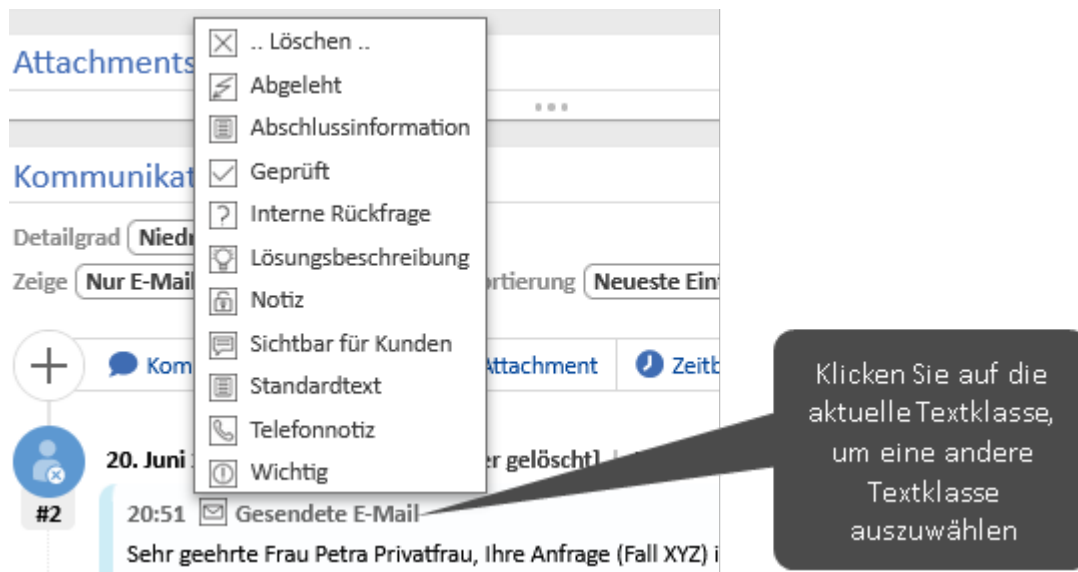 .. Löschen ..
Attachments
Abgeleht
Abschlussinformation
Geprüft
Interne Rückfrage
Lösungsbeschreibung
Notiz
Sichtbar für Kunden
Standardtext
Telefonnotiz
Wichtig
Kommunikat
Detailgrad Niedr
Zeige Nur E-Mail rtierung Neueste Ein
Kom Attachment Zeitb
20. Juni er gelöscht]
#2 20:51 Gesendete E-Mail
Sehr geehrte Frau Petra Privatfrau, Ihre Anfrage (Fall XYZ) i
Klicken Sie auf die
aktuelle Textklasse,
um eine andere
Textklasse
auszuwählen